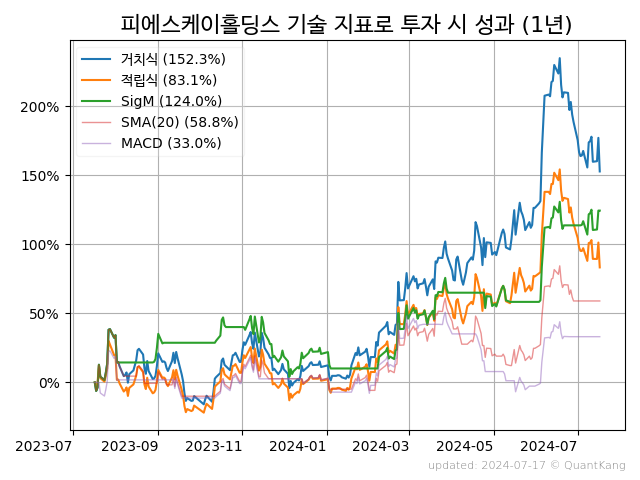 피에스케이홀딩스 기술 지표로 투자 시 성과 (1년)
거치식 (152.3%)
적립식 (83.1%)
SigM (124.0%)
SMA(20) (58.8%)
MACD (33.0%)
200%
150%
100%
50%
0%
2023-07 2023-09 2023-11 2024-01 2024-03 2024-05 2024-07
updated: 2024-07-17 © QuantKang